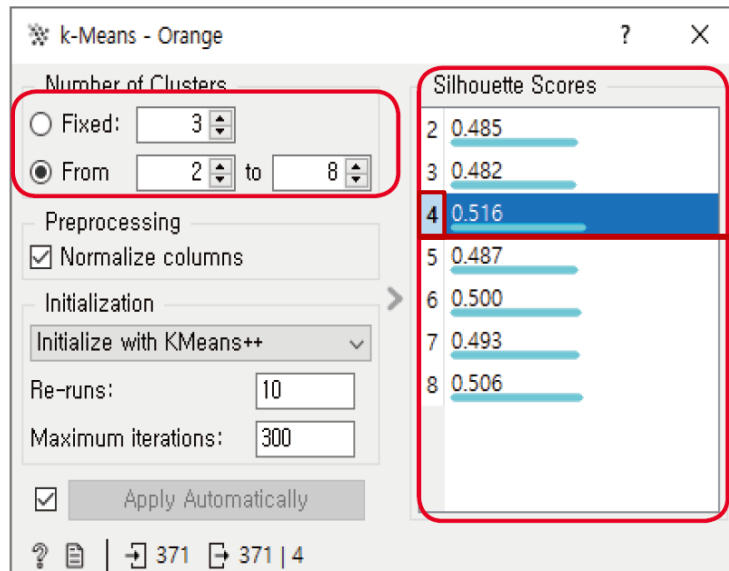 k-Means - Orange
Number of Clusters
Fixed: 3
From 2 to 8
Preprocessing
Normalize columns
Initialization
Initialize with KMeans++
Re-runs: 10
Maximum iterations: 300
Apply Automatically
? 371 371 | 4
Silhouette Scores
2 0.485
3 0.482
4 0.516
5 0.487
6 0.500
7 0.493
8 0.506